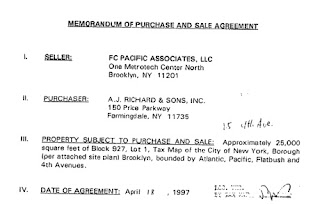 MEMORANDUM OF PURCHASE AND SALE AGREEMENT
I. SELLER: FC PACIFIC ASSOCIATES, LLC
One Metrotech Center North
Brooklyn, NY 11201
II. PURCHASER: A.J. RICHARD & SONS, INC.
150 Price Parkway
Farmingdale, NY 11735
15 4th Ave
III. PROPERTY SUBJECT TO PURCHASE AND SALE: Approximately 25,000
square feet of Block 927, Lot 1, Tax Map of the City of New York, Borough
(per attached site plan) Brooklyn, bounded by Atlantic, Pacific, Flatbush and
4th Avenues.
IV. DATE OF AGREEMENT: April 18, 1997